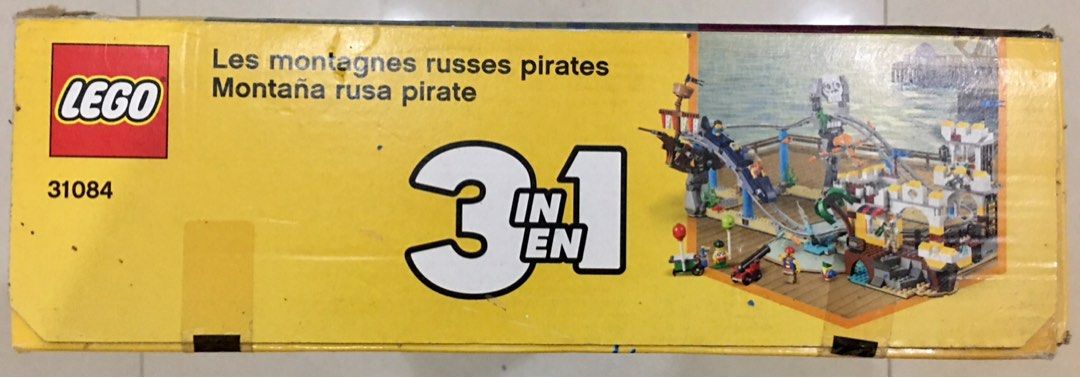 LEGO
Les montagnes russes pirates
Montaña rusa pirate
31084
3 IN 1
EN